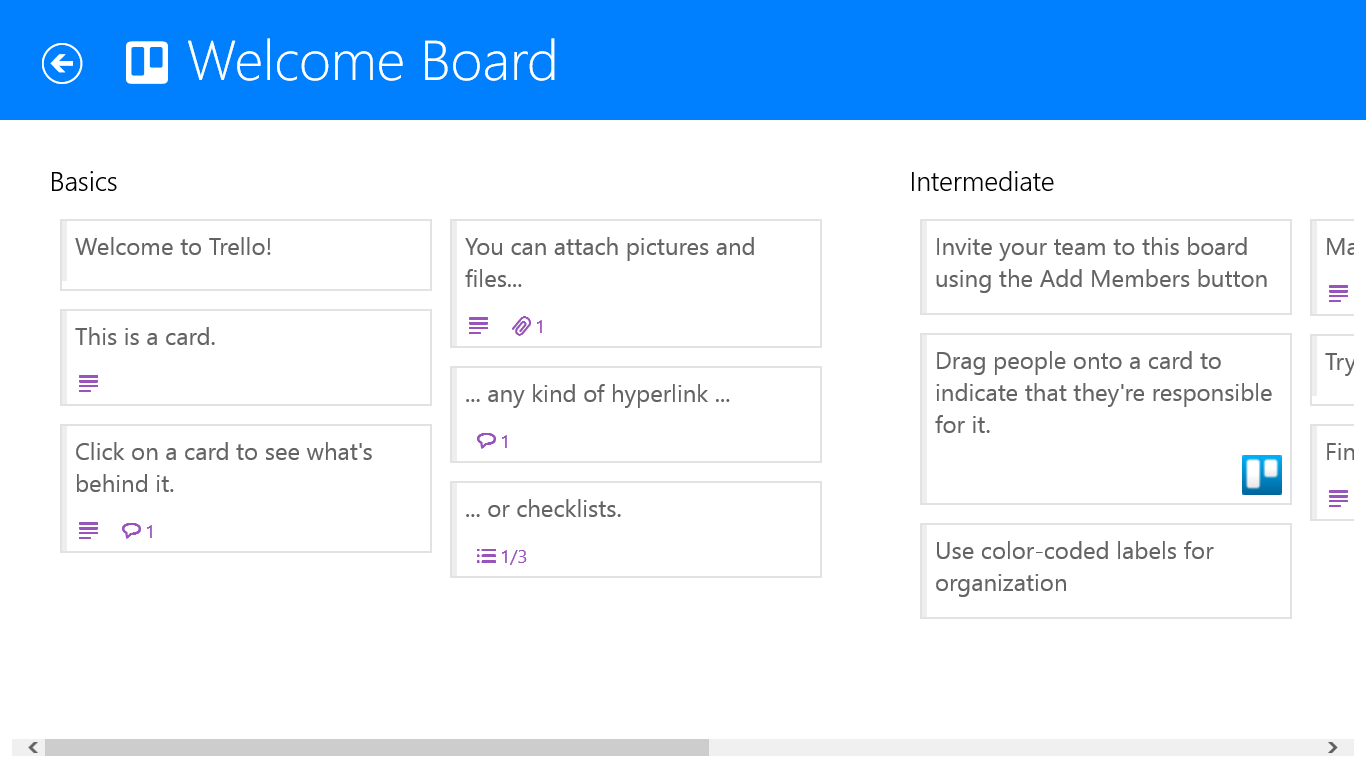 Welcome Board
Basics
Welcome to Trello!
This is a card.
Click on a card to see what's
behind it.
1
You can attach pictures and
files...
1
... any kind of hyperlink ...
1
... or checklists.
1/3
Intermediate
Invite your team to this board
using the Add Members button
Drag people onto a card to
indicate that they're responsible
for it.
Use color-coded labels for
organization
Ma
Try
Fin